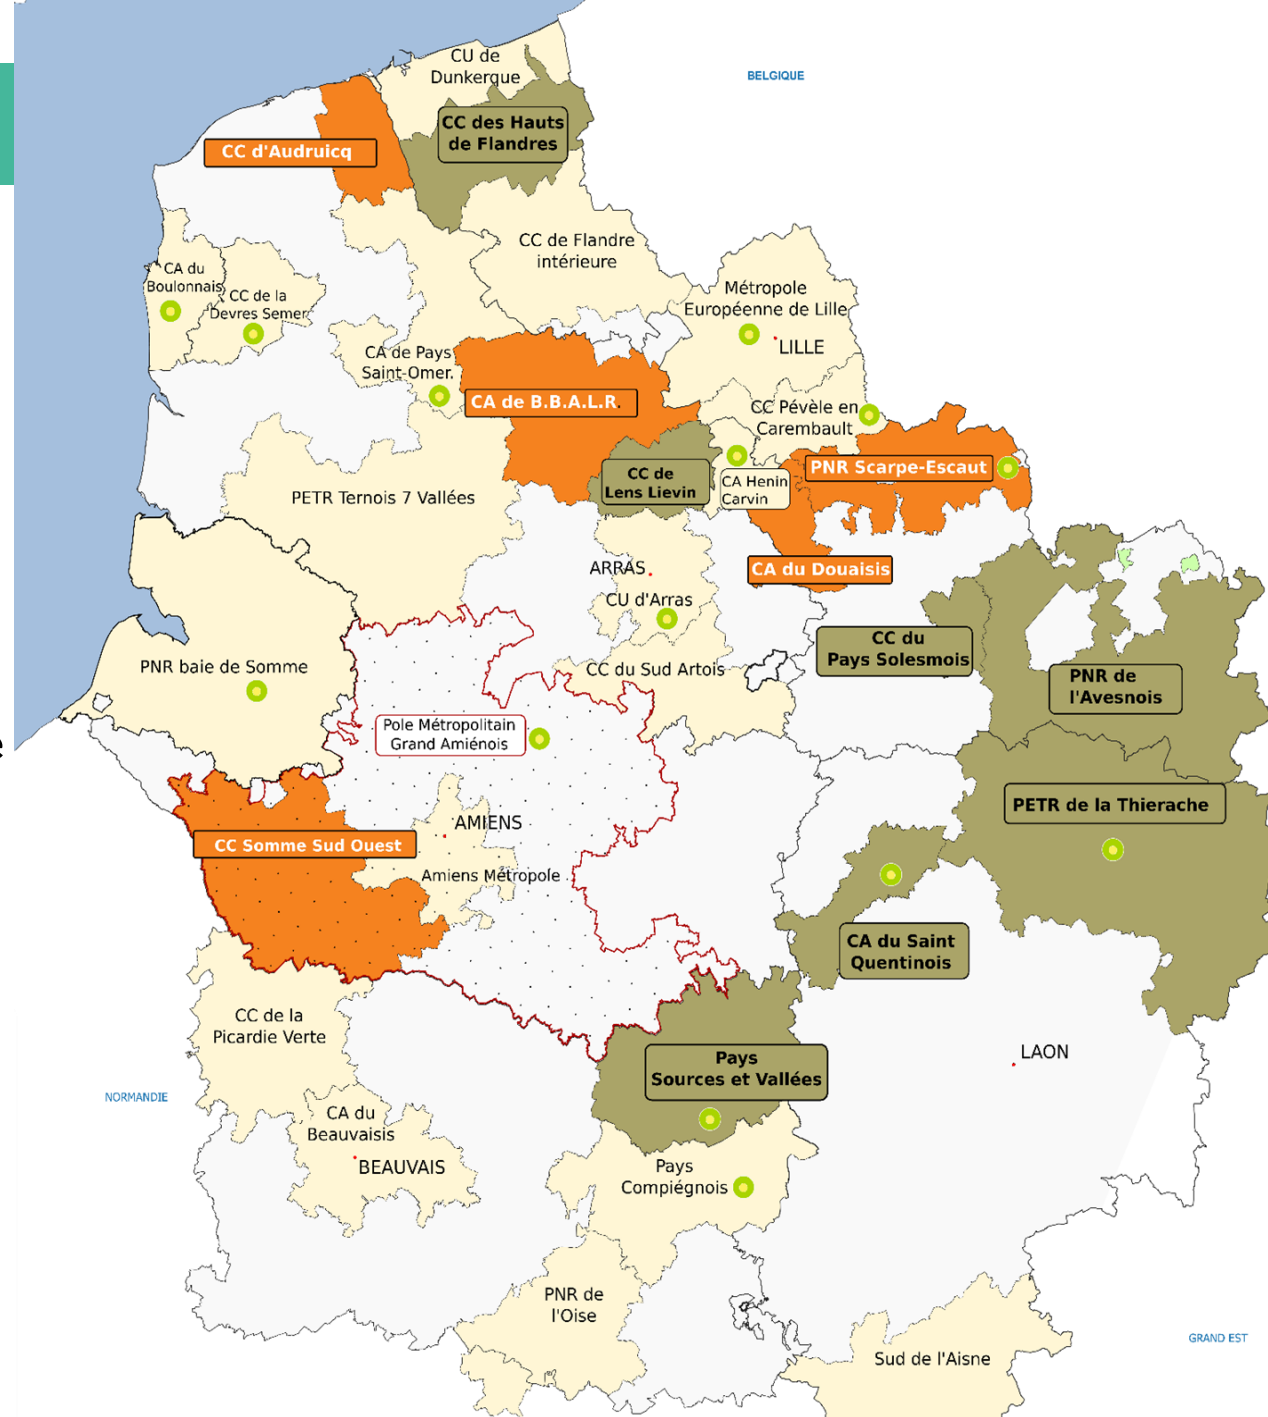 CU de
Dunkerque
BELGIQUE
CC des Hauts
de Flandres
CC d'Audruicq
CC de Flandre
intérieure
CA du
Boulonnais
CC de la
Devres Semer
Métropole
Européenne de Lille
LILLE
CA de Pays
Saint-Omer.
CA de B.B.A.L.R.
CC Pévèle en
Carembault
PNR Scarpe-Escaut
CC de
Lens Lievin
CA Henin
Carvin
PETR Ternois 7 Vallées
ARRAS
CA du Douaisis
CU d'Arras
CC du
Pays Solesmois
PNR baie de Somme
CC du Sud Artois
PNR de
l'Avesnois
Pole Métropolitain
Grand Amiénois
e
PETR de la Thierache
AMIENS
CC Somme Sud Ouest
Amiens Métropole
CA du Saint
Quentinois
CC de la
Picardie Verte
LAON
Pays
Sources et Vallées
NORMANDIE
CA du
Beauvaisis
BEAUVAIS
Pays
Compiégnois
PNR de
l'Oise
GRAND EST
Sud de l'Aisne